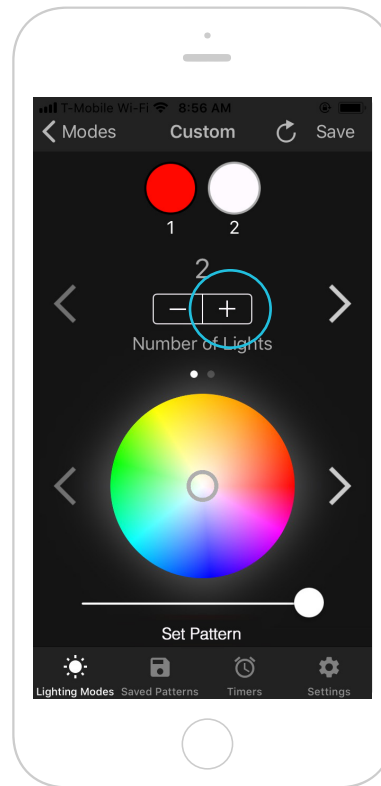 T-Mobile Wi-Fi 8:56 AM
Modes Custom Save
1 2
2
− +
Number of Lights
Set Pattern
Lighting Modes Saved Patterns Timers Settings